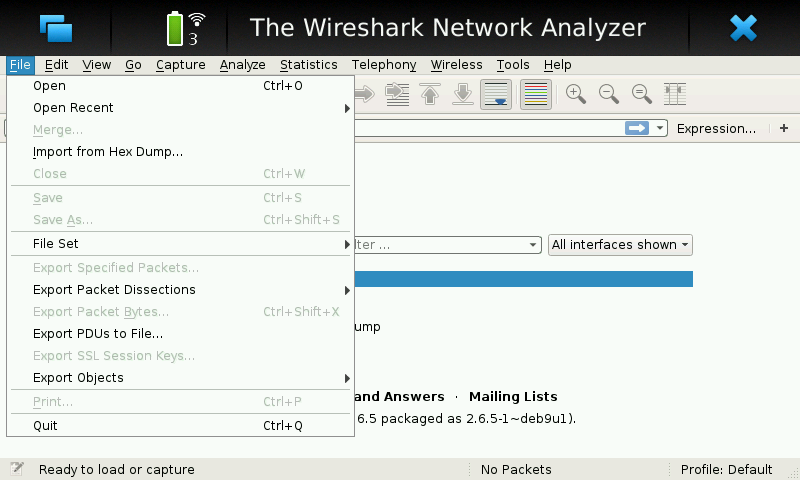 3 The Wireshark Network Analyzer
File Edit View Go Capture Analyze Statistics Telephony Wireless Tools Help
Open Ctrl+O
Open Recent
Merge...
Expression... +
Import from Hex Dump...
Close Ctrl+W
Save Ctrl+S
Save As... Ctrl+Shift+S
File Set
... All interfaces shown
Export Specified Packets...
Export Packet Dissections
Export Packet Bytes... Ctrl+Shift+X
Export PDUs to File...
ump
Export SSL Session Keys...
Export Objects
Print... Ctrl+P
and Answers · Mailing Lists
6.5 packaged as 2.6.5-1~deb9u1).
Quit Ctrl+Q
Ready to load or capture No Packets Profile: Default